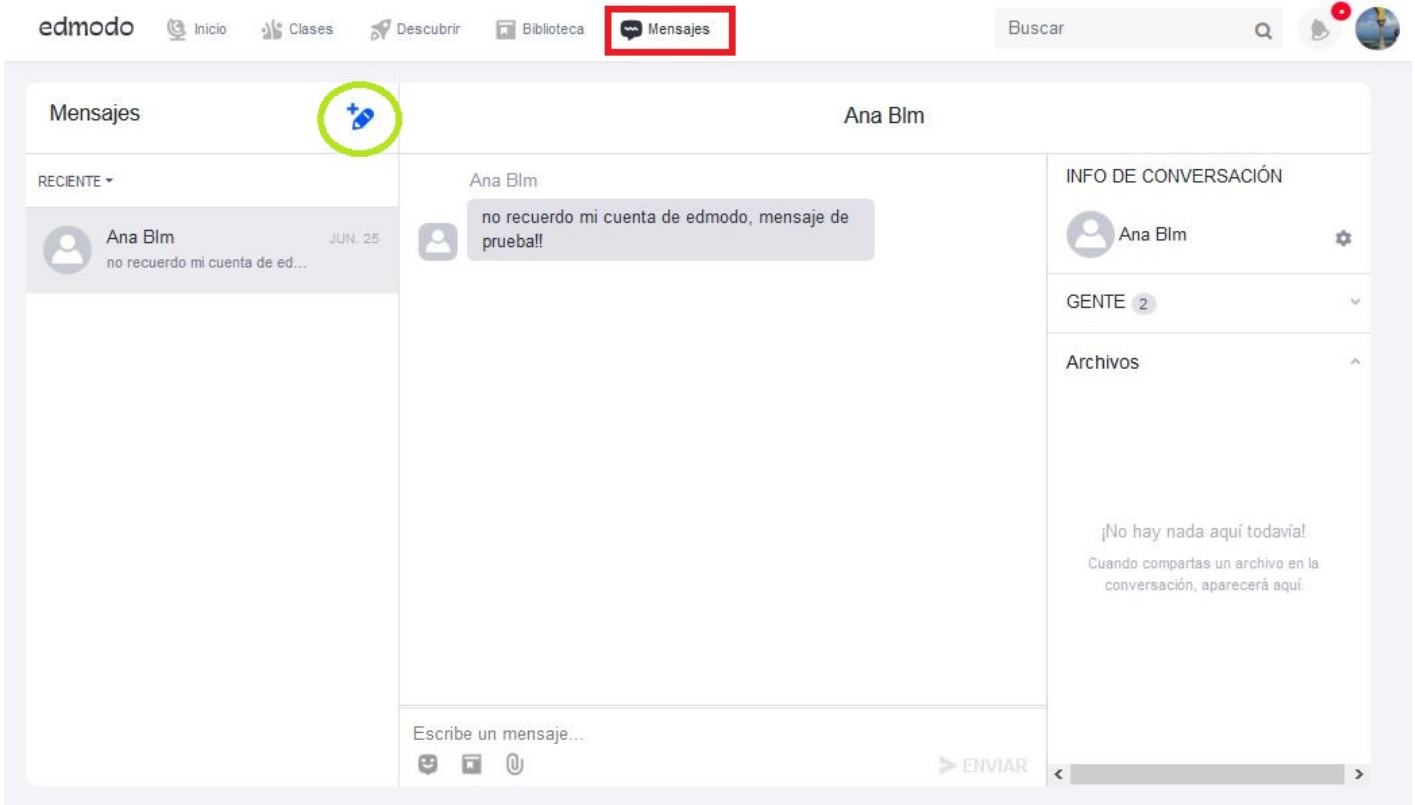 edmodo Inicio Clases Descubrir Biblioteca Mensajes Buscar
Mensajes
Ana Blm
RECIENTE
Ana Blm JUN. 25
no recuerdo mi cuenta de ed...
Ana Blm
no recuerdo mi cuenta de edmodo, mensaje de
prueba!!
INFO DE CONVERSACIÓN
Ana Blm
GENTE 2
Archivos
¡No hay nada aquí todavía!
Cuando compartas un archivo en la
conversación, aparecerá aquí.
Escribe un mensaje...
ENVIAR